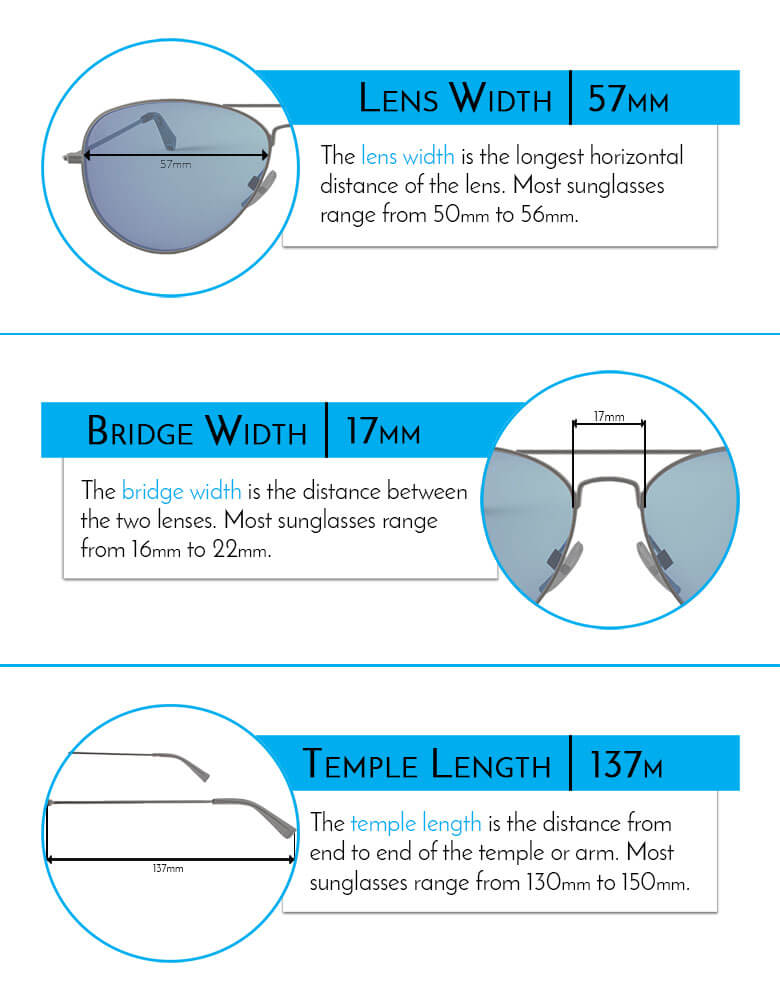 LENS WIDTH | 57MM
57mm
The lens width is the longest horizontal
distance of the lens. Most sunglasses
range from 50mm to 56mm.
BRIDGE WIDTH | 17MM
17mm
The bridge width is the distance between
the two lenses. Most sunglasses range
from 16mm to 22mm.
TEMPLE LENGTH | 137M
The temple length is the distance from
end to end of the temple or arm. Most
sunglasses range from 130mm to 150mm.
137mm